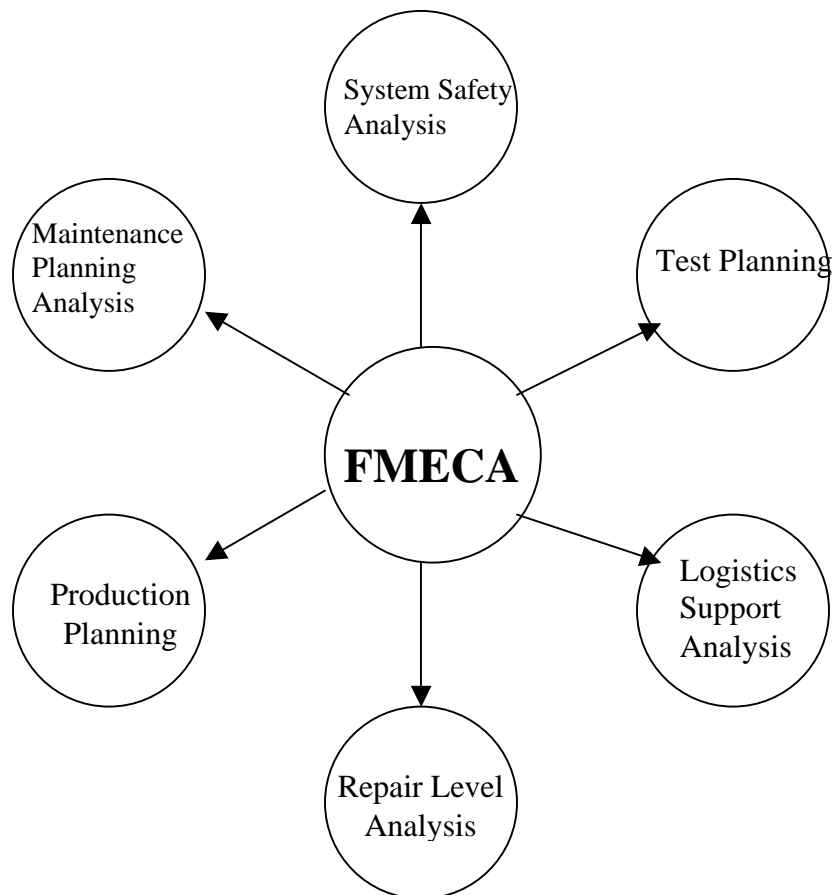 System Safety
Analysis
Maintenance
Planning
Analysis
Test Planning
FMECA
Production
Planning
Logistics
Support
Analysis
Repair Level
Analysis